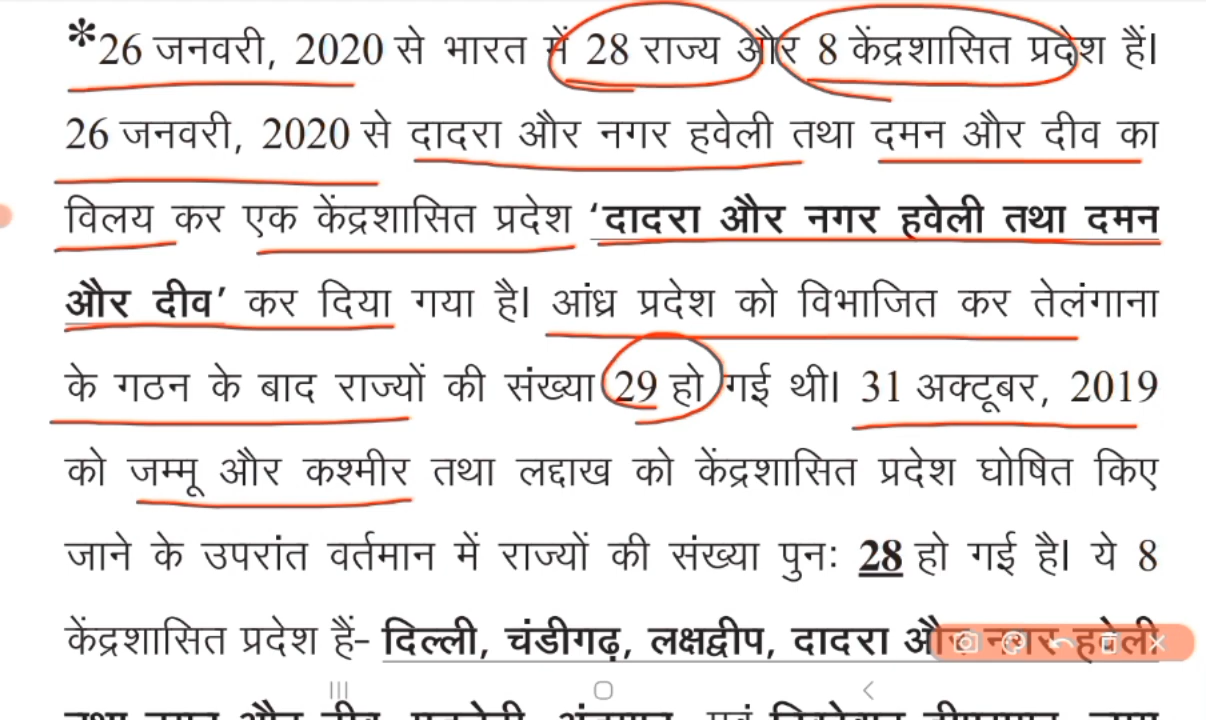 *26 जनवरी, 2020 से भारत में 28 राज्य और 8 केंद्रशासित प्रदेश हैं।
26 जनवरी, 2020 से दादरा और नगर हवेली तथा दमन और दीव का
विलय कर एक केंद्रशासित प्रदेश ‘दादरा और नगर हवेली तथा दमन
और दीव’ कर दिया गया है। आंध्र प्रदेश को विभाजित कर तेलंगाना
के गठन के बाद राज्यों की संख्या 29 हो गई थी। 31 अक्टूबर, 2019
को जम्मू और कश्मीर तथा लद्दाख को केंद्रशासित प्रदेश घोषित किए
जाने के उपरांत वर्तमान में राज्यों की संख्या पुनः 28 हो गई है। ये 8
केंद्रशासित प्रदेश हैं- दिल्ली, चंडीगढ़, लक्षद्वीप, दादरा और नगर हवेली